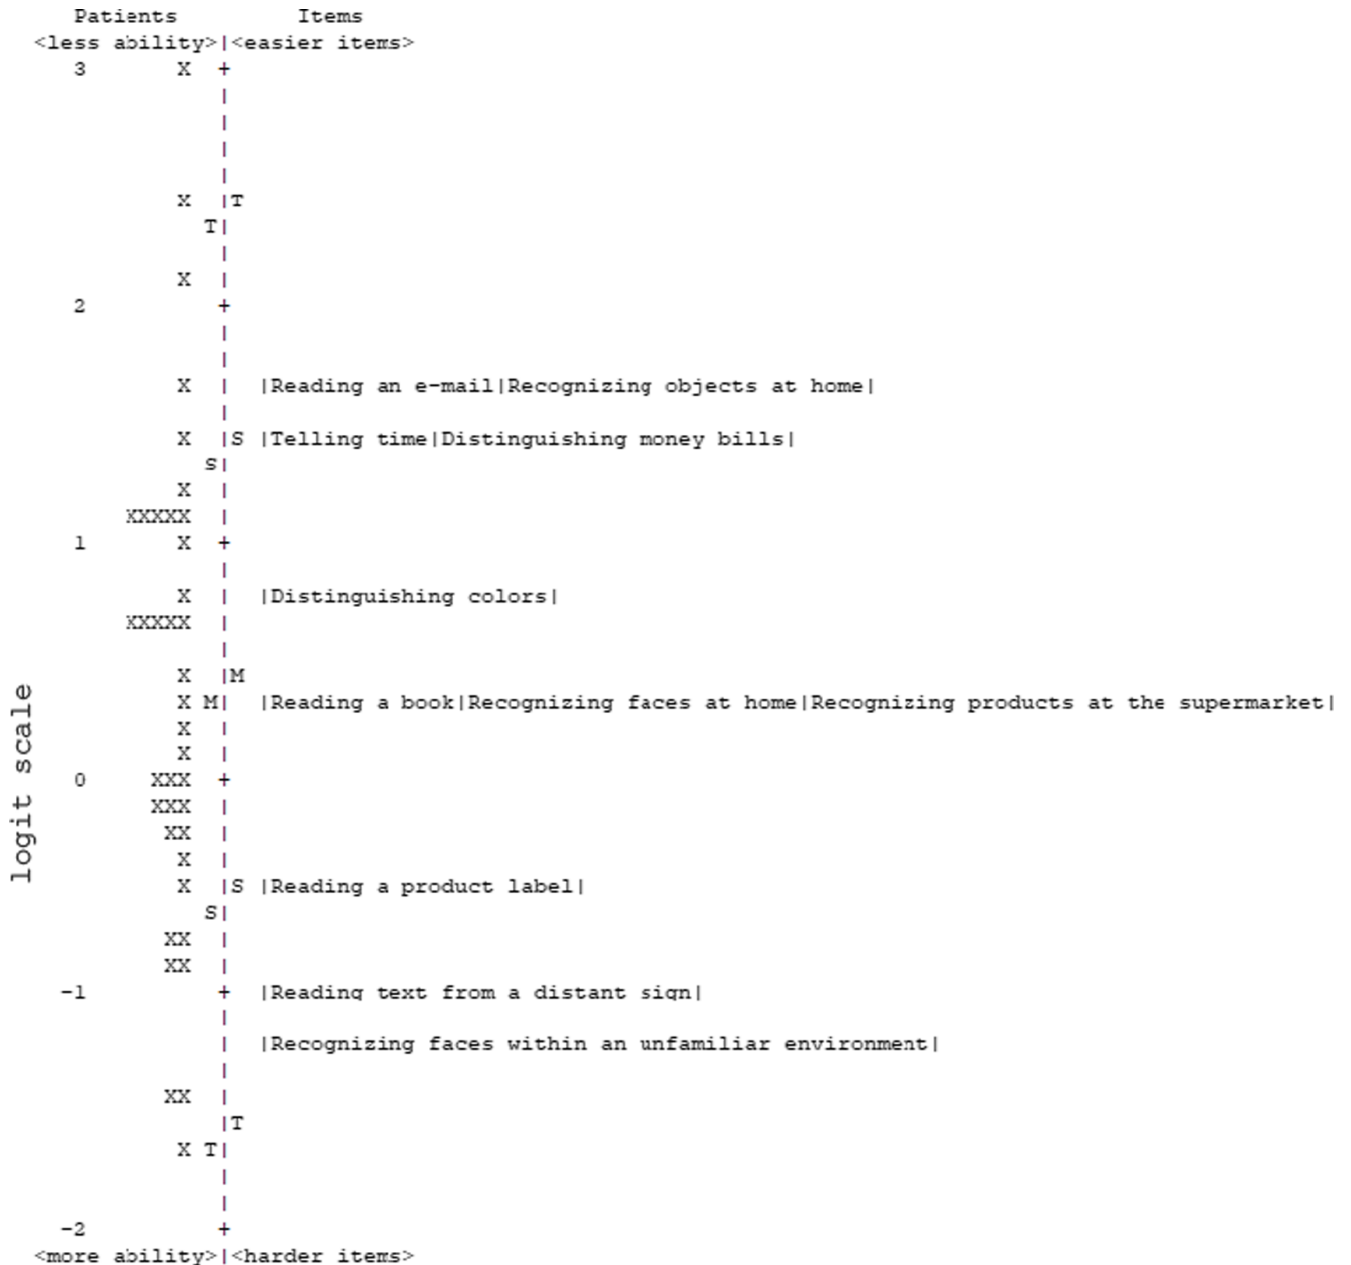 Patients Items
<less ability>|<easier items>
3 X +
|
|
|
|
X |T
T|
|
X |
2 +
|
|
X | |Reading an e-mail|Recognizing objects at home|
|
X |S |Telling time|Distinguishing money bills|
S|
X |
XXXXX |
1 X +
|
X | |Distinguishing colors|
XXXXX |
|
X |M
X M| |Reading a book|Recognizing faces at home|Recognizing products at the supermarket|
X |
X |
0 XXX +
XXX |
XX |
X |
X |S |Reading a product label|
S|
XX |
XX |
-1 + |Reading text from a distant sign|
|
| |Recognizing faces within an unfamiliar environment|
|
XX |
|T
X T|
|
|
-2 +
<more ability>|<harder items>
logit scale